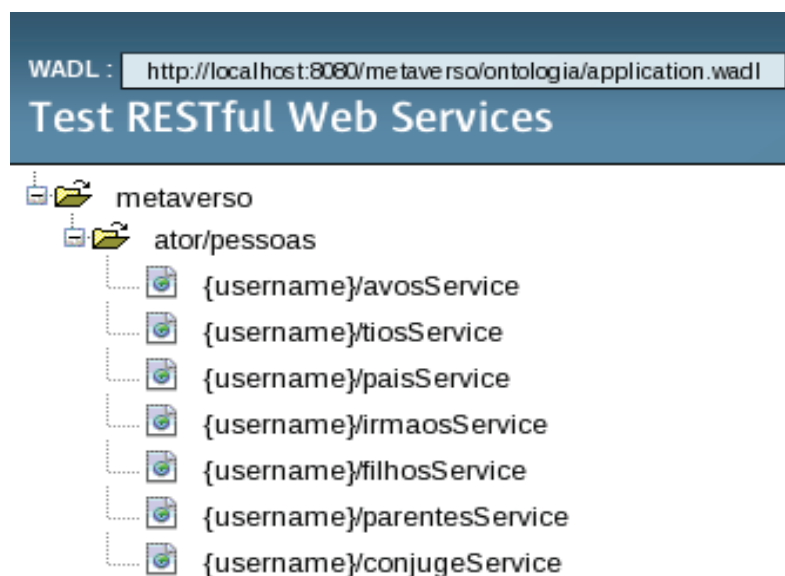 WADL : http://localhost:8080/metaverso/ontologia/application.wadl
Test RESTful Web Services
metaverso
ator/pessoas
{username}/avosService
{username}/tiosService
{username}/paisService
{username}/irmaosService
{username}/filhosService
{username}/parentesService
{username}/conjugeService